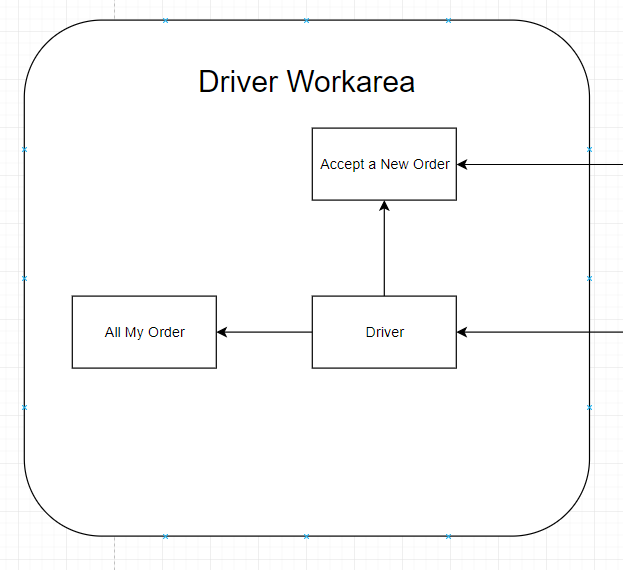 Driver Workarea
Accept a New Order
All My Order
Driver